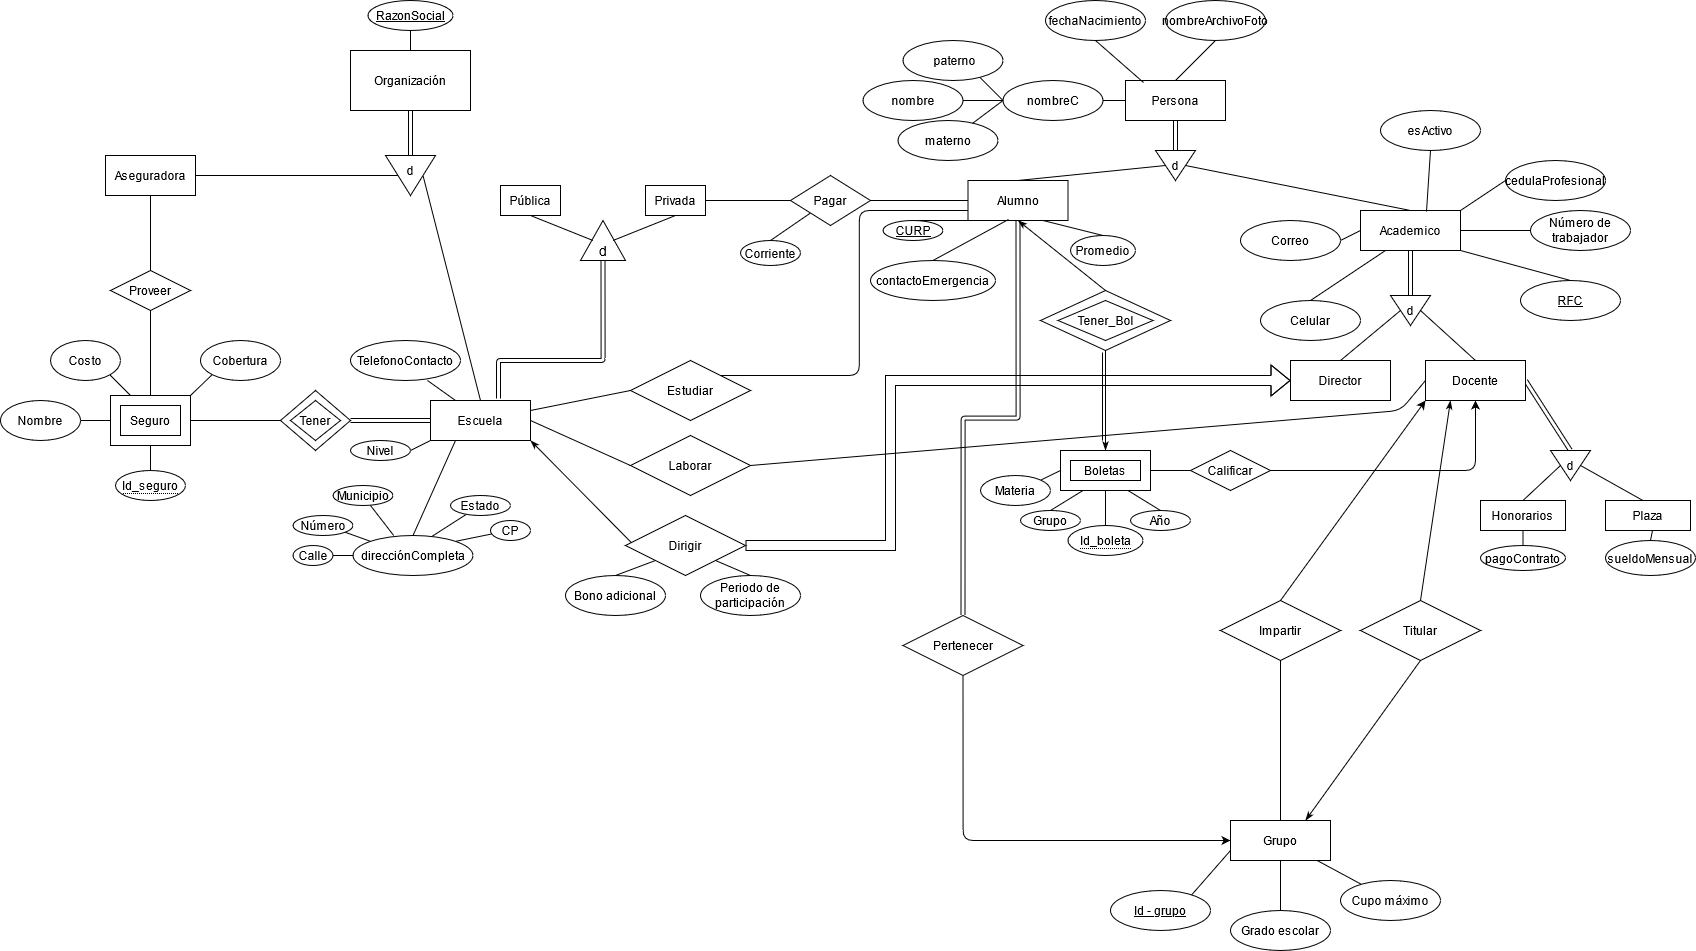 RazonSocial
Organización
fechaNacimiento
nombreArchivoFoto
paterno
nombre
nombreC
materno
Persona
esActivo
Aseguradora
d
d
cedulaProfesional
Pública
Privada
Pagar
Alumno
CURP
Academico
Número de
trabajador
Corriente
d
Promedio
Correo
contactoEmergencia
Proveer
RFC
Tener_Bol
Celular
d
Costo
Cobertura
TelefonoContacto
Estudiar
Director
Docente
Nombre
Seguro
Tener
Escuela
Nivel
Laborar
Boletas
Calificar
d
Id_seguro
Municipio
Estado
Materia
Número
CP
Grupo
Año
Honorarios
Plaza
Calle
direcciónCompleta
Dirigir
Id_boleta
pagoContrato
sueldoMensual
Bono adicional
Periodo de
participación
Pertenecer
Impartir
Titular
Grupo
Id - grupo
Grado escolar
Cupo máximo